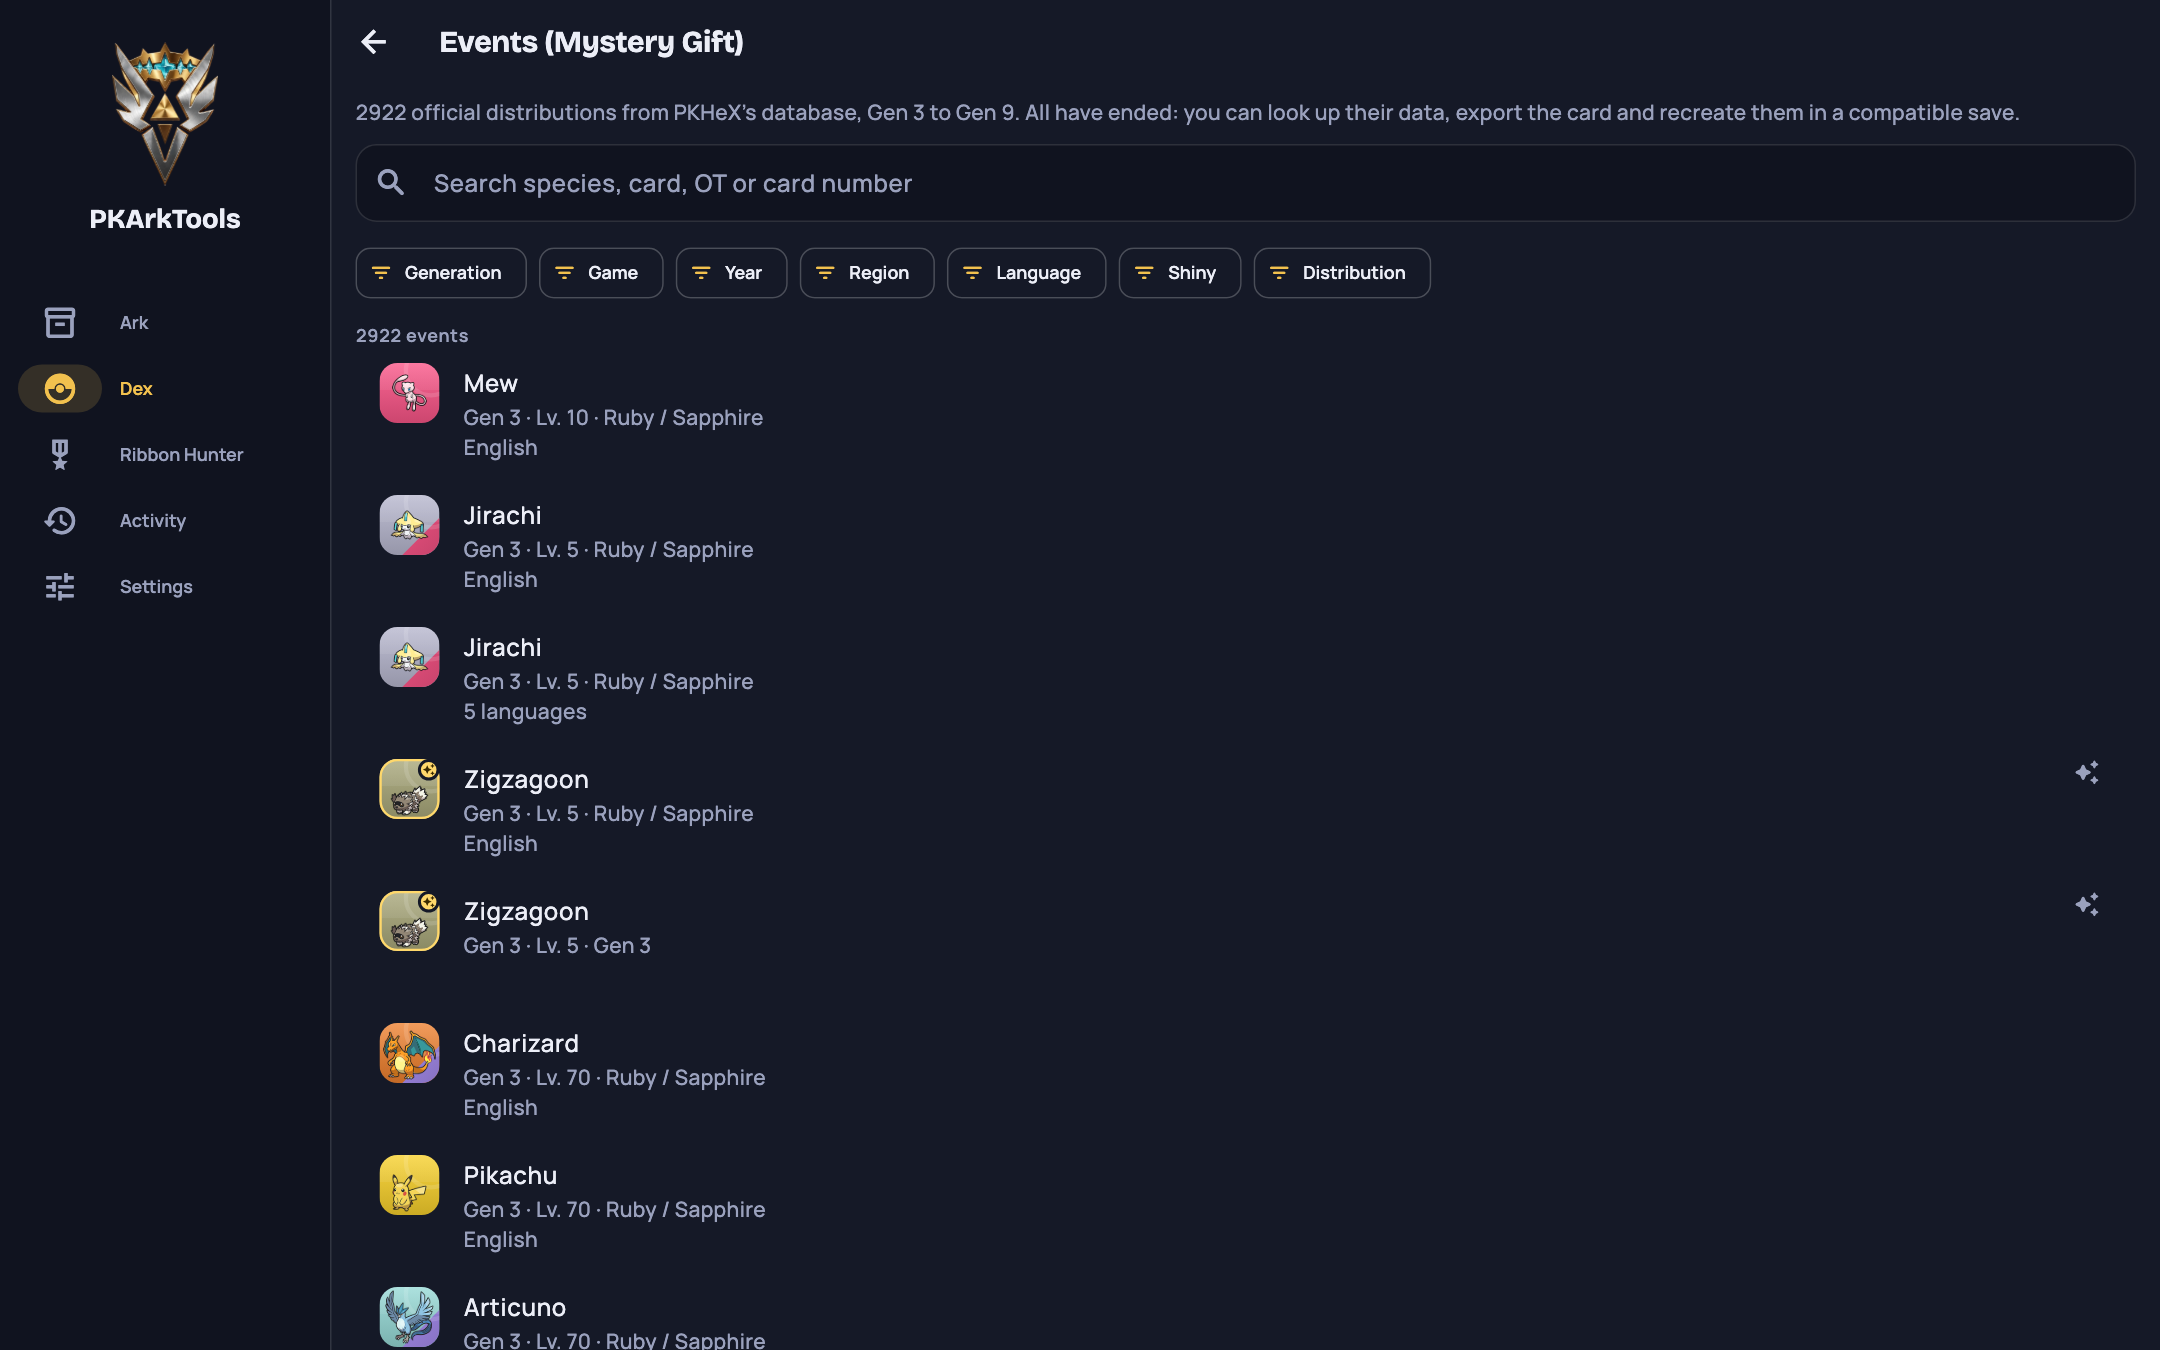 PKArkTools
Ark
Dex
Ribbon Hunter
Activity
Settings
Events (Mystery Gift)
2922 official distributions from PKHeX's database, Gen 3 to Gen 9. All have ended: you can look up their data, export the card and recreate them in a compatible save.
Search species, card, OT or card number
Generation
Game
Year
Region
Language
Shiny
Distribution
2922 events
Mew
Gen 3 · Lv. 10 · Ruby / Sapphire
English
Jirachi
Gen 3 · Lv. 5 · Ruby / Sapphire
English
Jirachi
Gen 3 · Lv. 5 · Ruby / Sapphire
5 languages
Zigzagoon
Gen 3 · Lv. 5 · Ruby / Sapphire
English
Zigzagoon
Gen 3 · Lv. 5 · Gen 3
Charizard
Gen 3 · Lv. 70 · Ruby / Sapphire
English
Pikachu
Gen 3 · Lv. 70 · Ruby / Sapphire
English
Articuno
Gen 3 · Lv. 70 · Ruby / Sapphire